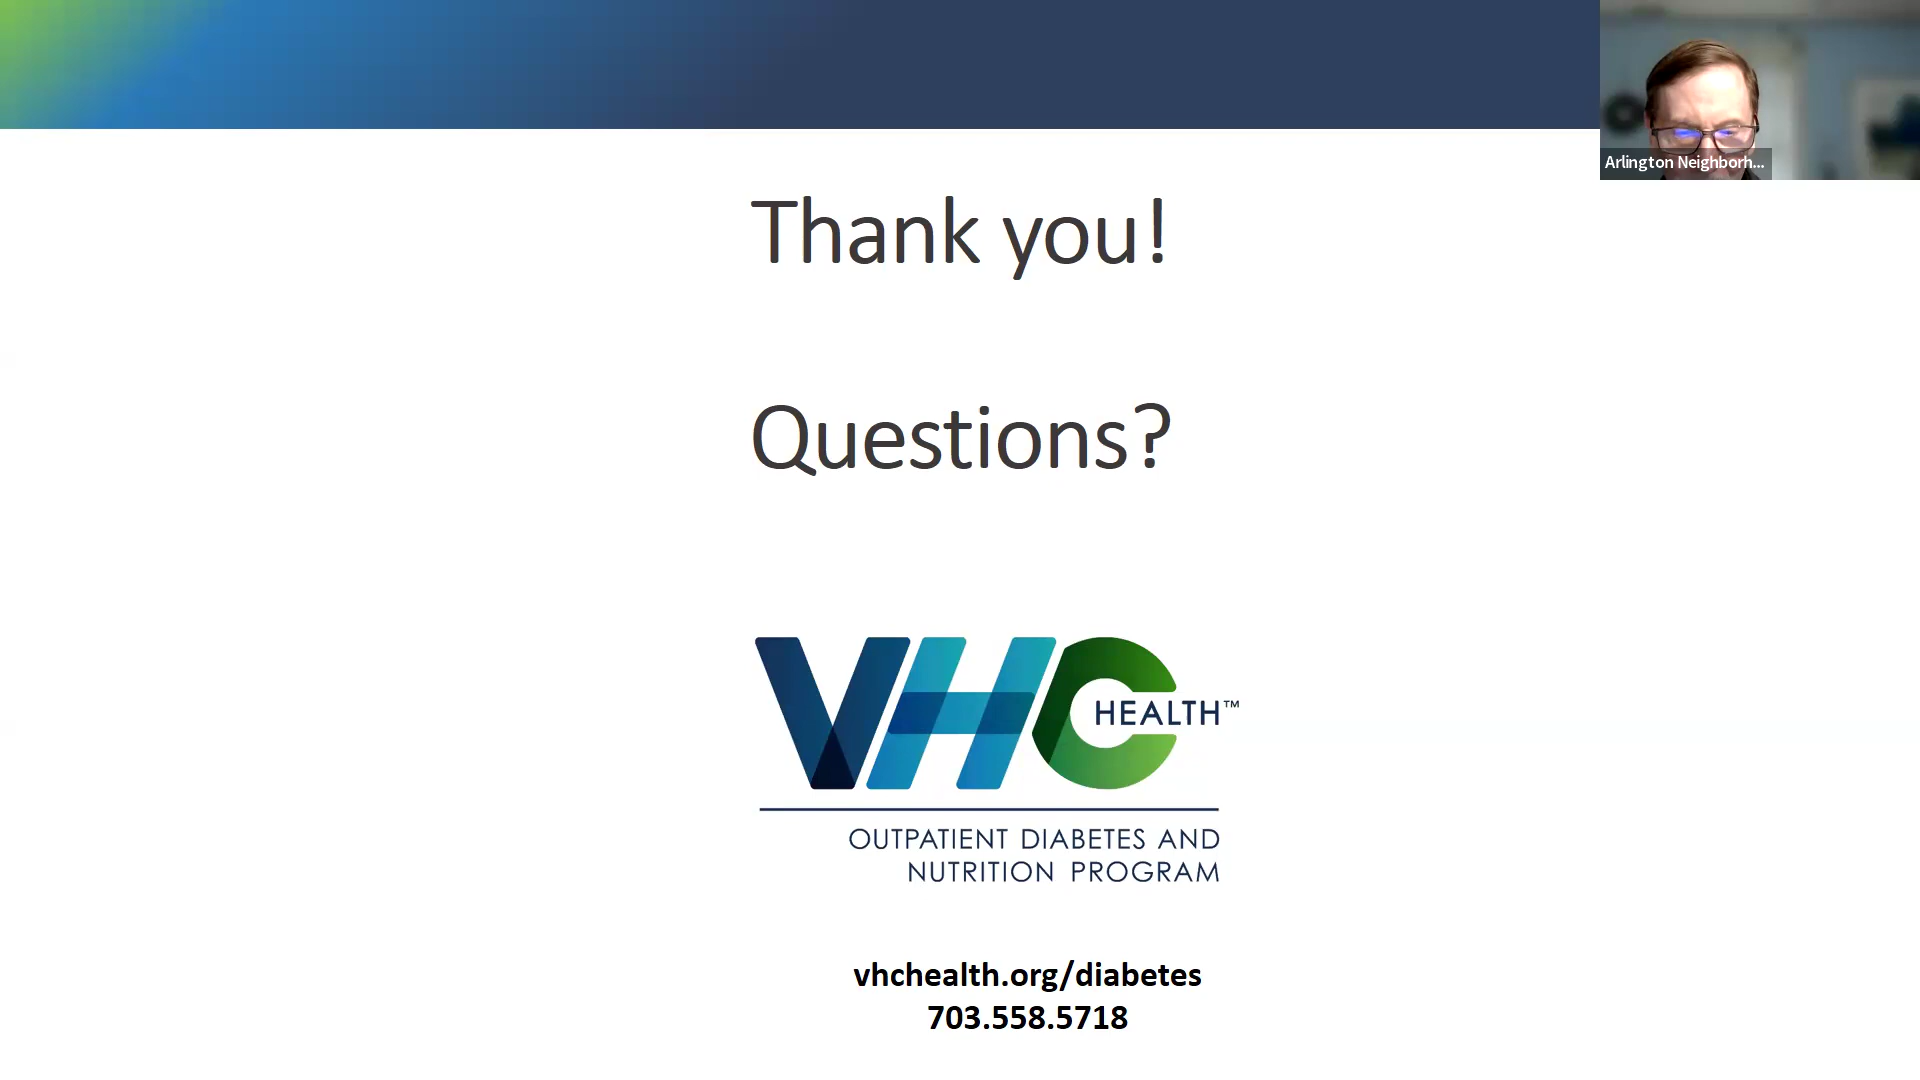 Arlington Neighborh...
Thank you!
Questions?
VHC
HEALTH™
OUTPATIENT DIABETES AND
NUTRITION PROGRAM
vhchealth.org/diabetes
703.558.5718